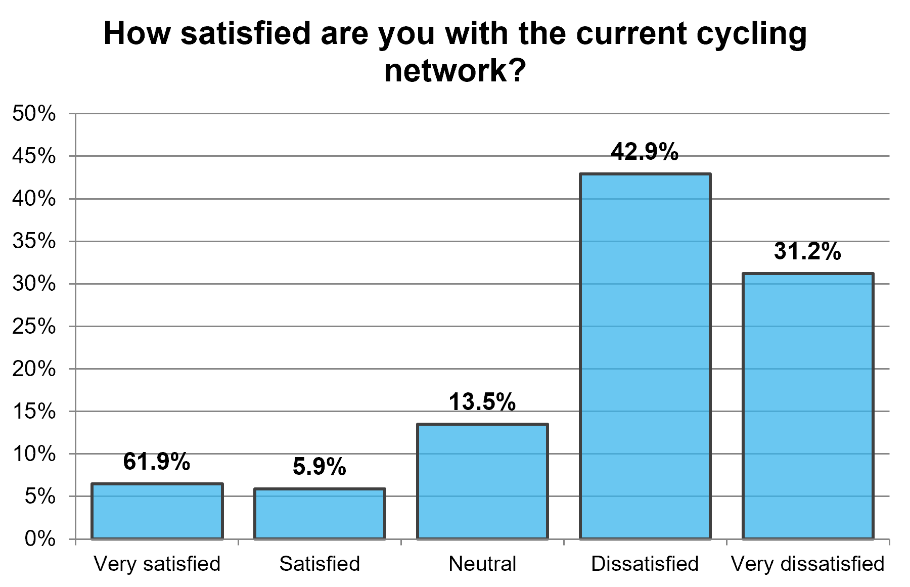 How satisfied are you with the current cycling
network?
50%
45%
40%
35%
30%
25%
20%
15%
10%
5%
0%
61.9%
5.9%
13.5%
42.9%
31.2%
Very satisfied
Satisfied
Neutral
Dissatisfied
Very dissatisfied